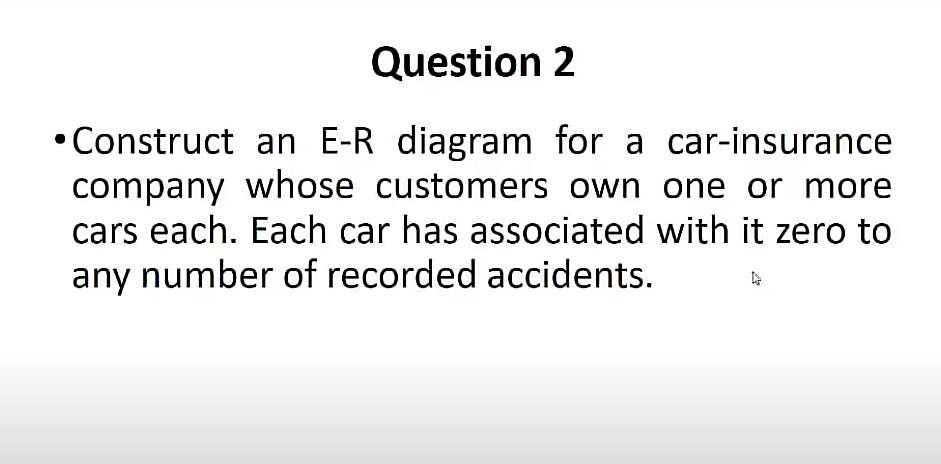 Question 2
•Construct an E-R diagram for a car-insurance
company whose customers own one or more
cars each. Each car has associated with it zero to
any number of recorded accidents.